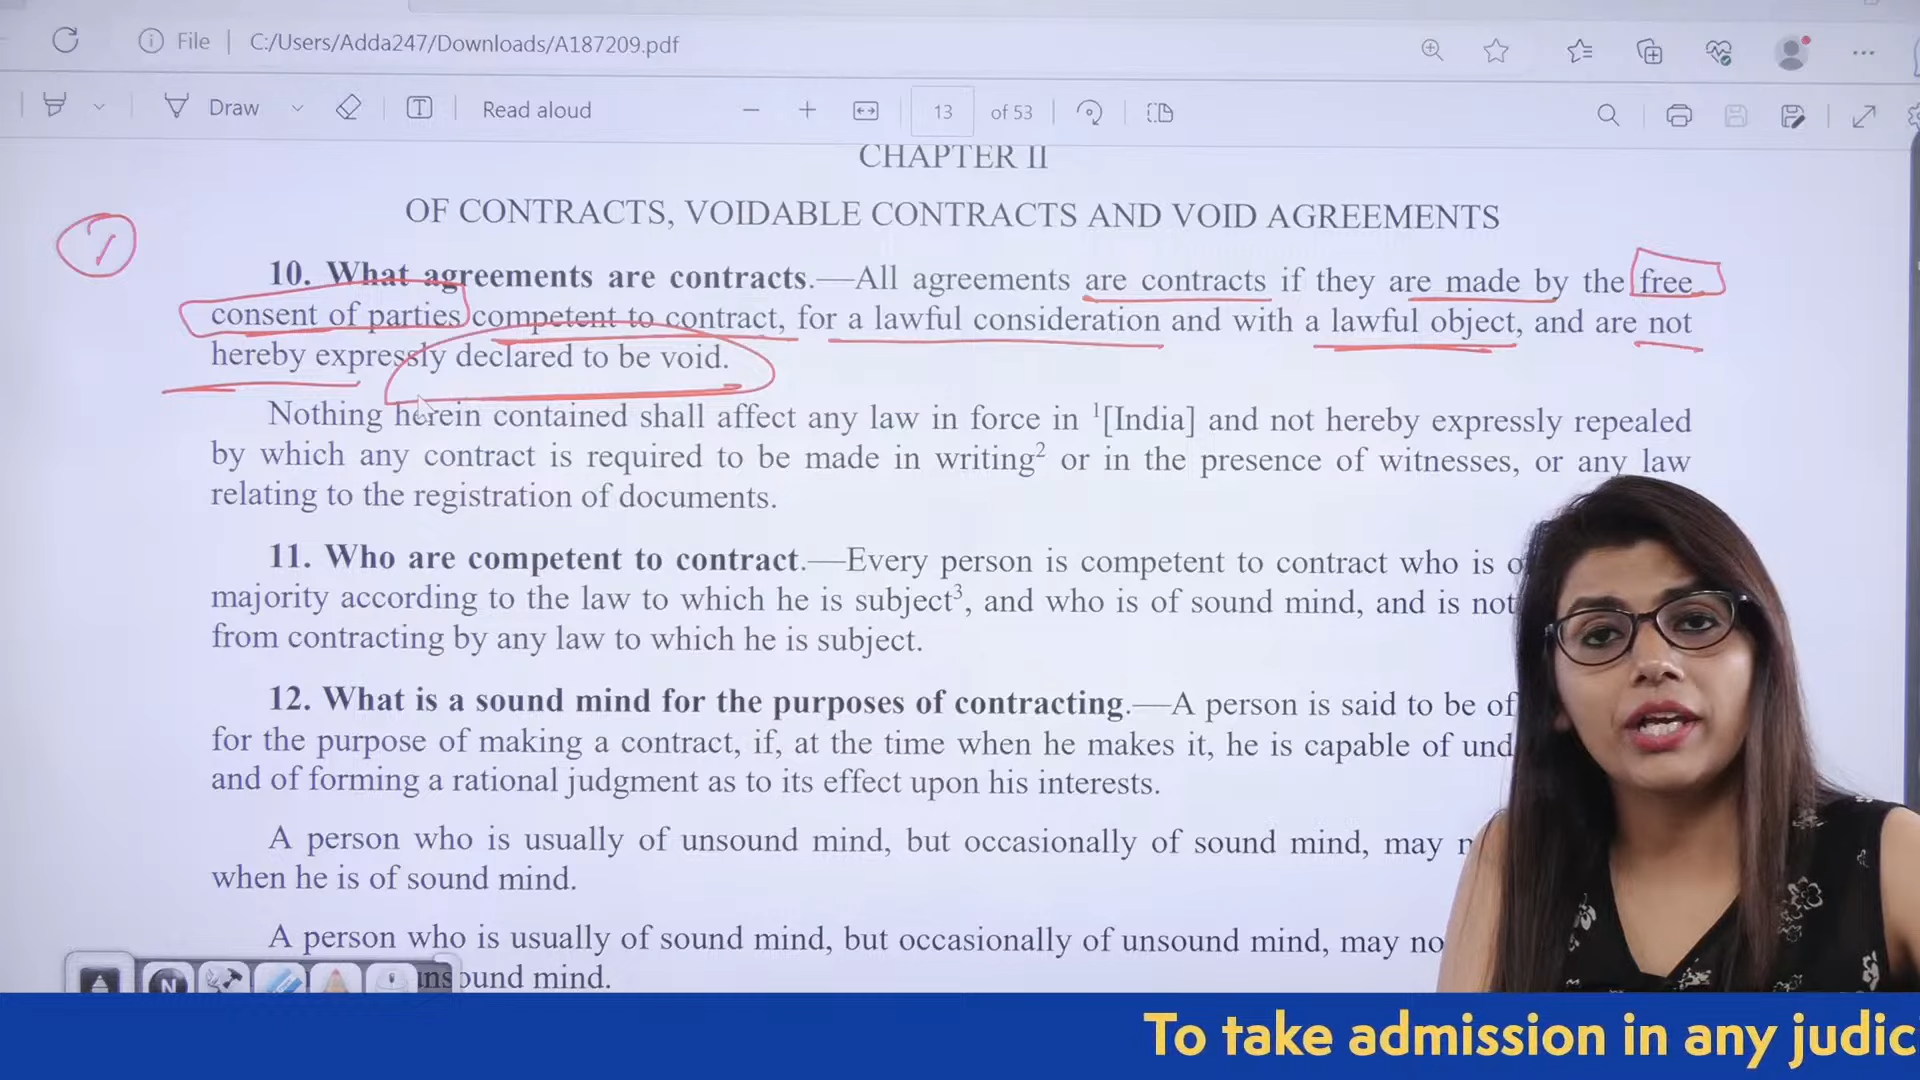 File
C:/Users/Adda247/Downloads/A187209.pdf
Draw
Read aloud
13 of 53
CHAPTER II
OF CONTRACTS, VOIDABLE CONTRACTS AND VOID AGREEMENTS
10. What agreements are contracts.—All agreements are contracts if they are made by the free
consent of parties competent to contract, for a lawful consideration and with a lawful object, and are not
hereby expressly declared to be void.
Nothing herein contained shall affect any law in force in 1[India] and not hereby expressly repealed
by which any contract is required to be made in writing2 or in the presence of witnesses, or any law
relating to the registration of documents.
11. Who are competent to contract.—Every person is competent to contract who is o
majority according to the law to which he is subject3, and who is of sound mind, and is not
from contracting by any law to which he is subject.
12. What is a sound mind for the purposes of contracting.—A person is said to be of
for the purpose of making a contract, if, at the time when he makes it, he is capable of und
and of forming a rational judgment as to its effect upon his interests.
A person who is usually of unsound mind, but occasionally of sound mind, may
when he is of sound mind.
A person who is usually of sound mind, but occasionally of unsound mind, may no
unsound mind.
To take admission in any judic